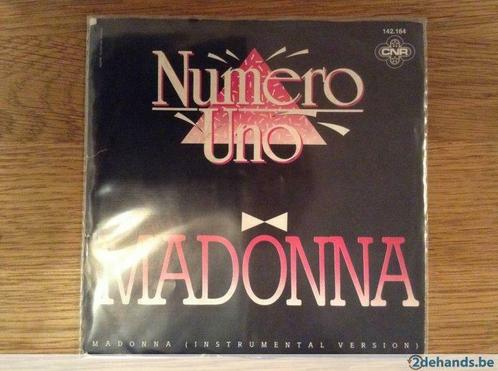 142.164
CNR
Numero
Uno
MADONNA
MADONNA (INSTRUMENTAL VERSION)
2dehands.be